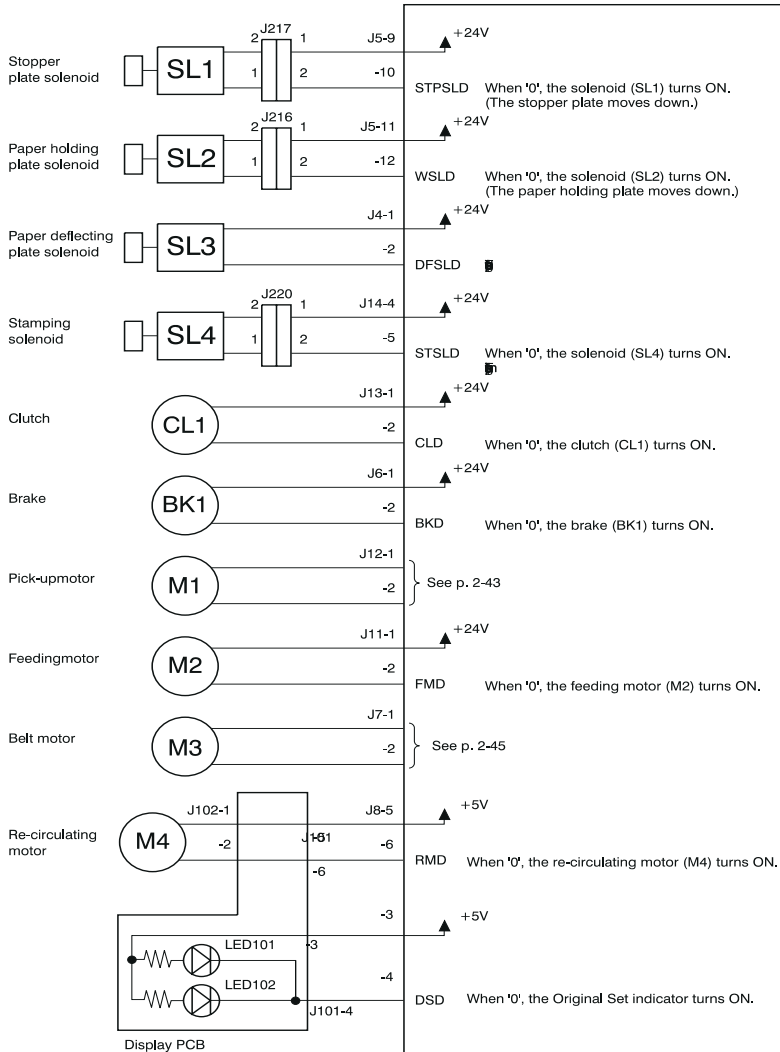 J217
Stopper
plate solenoid
SL1
2 1 J5-9 +24V
1 2 -10 STPSLD When '0', the solenoid (SL1) turns ON.
(The stopper plate moves down.)
J216
Paper holding
plate solenoid
SL2
2 1 J5-11 +24V
1 2 -12 WSLD When '0', the solenoid (SL2) turns ON.
(The paper holding plate moves down.)
Paper deflecting
plate solenoid
SL3
J4-1 +24V
-2 DFSLD
J220
Stamping
solenoid
SL4
2 1 J14-4 +24V
1 2 -5 STSLD When '0', the solenoid (SL4) turns ON.
Clutch
CL1
J13-1 +24V
-2 CLD When '0', the clutch (CL1) turns ON.
Brake
BK1
J6-1 +24V
-2 BKD When '0', the brake (BK1) turns ON.
Pick-upmotor
M1
J12-1
-2 See p. 2-43
Feedingmotor
M2
J11-1 +24V
-2 FMD When '0', the feeding motor (M2) turns ON.
Belt motor
M3
J7-1
-2 See p. 2-45
Re-circulating
motor
M4
J102-1 J8-5 +5V
-2 -6 RMD When '0', the re-circulating motor (M4) turns ON.
-6
-3 +5V
LED101 -3
LED102 -4 DSD When '0', the Original Set indicator turns ON.
J101-4
Display PCB